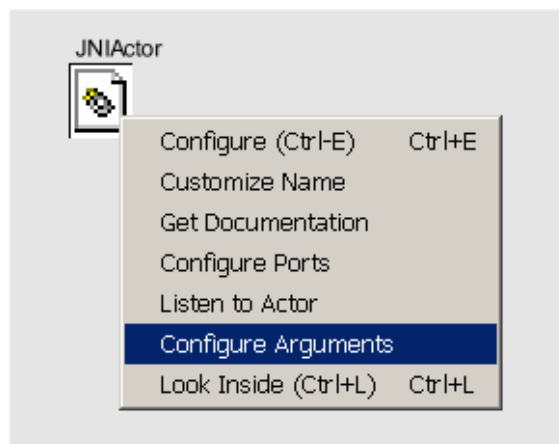 JNIActor
Configure (Ctrl-E) Ctrl+E
Customize Name
Get Documentation
Configure Ports
Listen to Actor
Configure Arguments
Look Inside (Ctrl+L) Ctrl+L